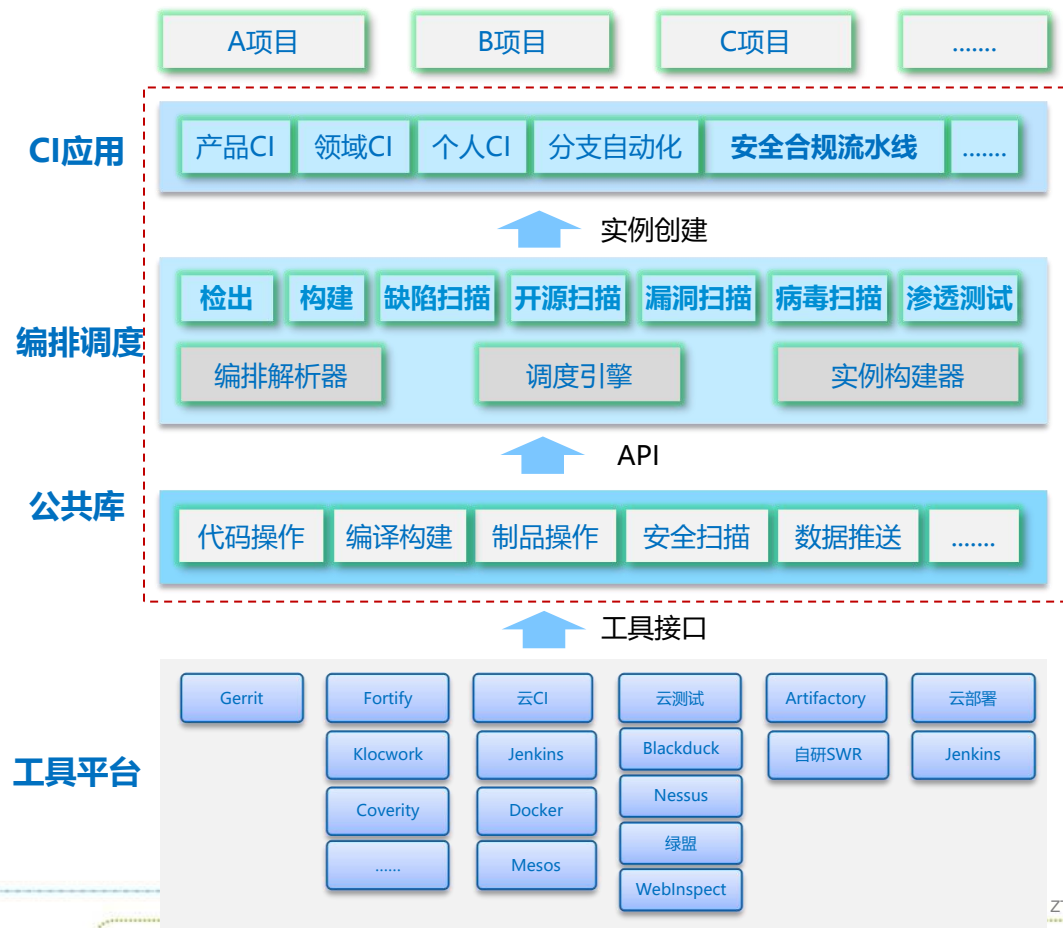 A项目
B项目
C项目
.......
CI应用
产品CI
领域CI
个人CI
分支自动化
安全合规流水线
.......
实例创建
编排调度
检出
构建
缺陷扫描
开源扫描
漏洞扫描
病毒扫描
渗透测试
编排解析器
调度引擎
实例构建器
API
公共库
代码操作
编译构建
制品操作
安全扫描
数据推送
.......
工具接口
工具平台
Gerrit
Fortify
Klocwork
Coverity
......
云CI
Jenkins
Docker
Mesos
云测试
Blackduck
Nessus
绿盟
WebInspect
Artifactory
自研SWR
云部署
Jenkins